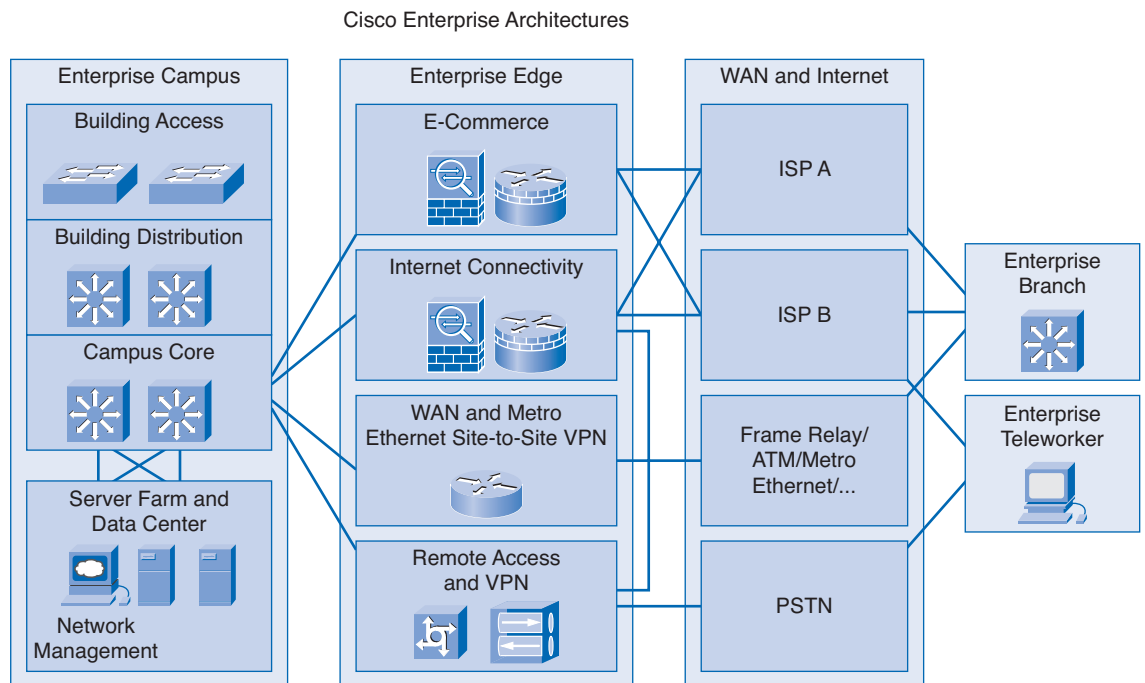 Cisco Enterprise Architectures
Enterprise Campus
Building Access
Building Distribution
Campus Core
Server Farm and
Data Center
Network
Management
Enterprise Edge
E-Commerce
Internet Connectivity
WAN and Metro
Ethernet Site-to-Site VPN
Remote Access
and VPN
WAN and Internet
ISP A
ISP B
Frame Relay/
ATM/Metro
Ethernet/...
PSTN
Enterprise
Branch
Enterprise
Teleworker